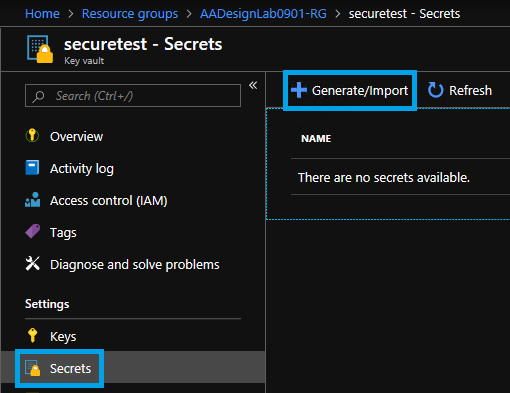 Home > Resource groups > AADesignLab0901-RG > securetest - Secrets
securetest - Secrets
Key vault
Search (Ctrl+/)
«
Overview
Activity log
Access control (IAM)
Tags
Diagnose and solve problems
Settings
Keys
Secrets
Generate/Import Refresh
NAME
There are no secrets available.